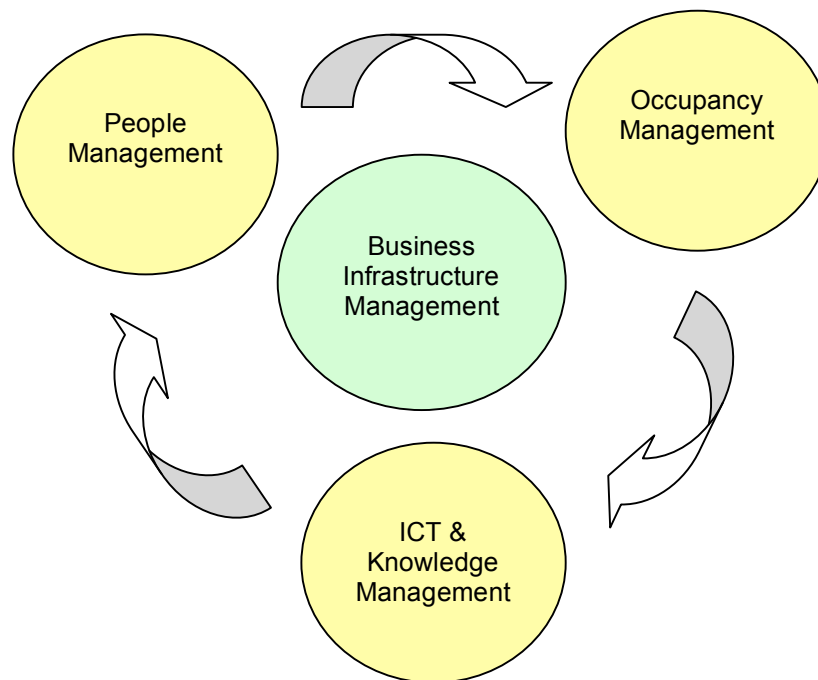 People
Management
Occupancy
Management
Business
Infrastructure
Management
ICT &
Knowledge
Management